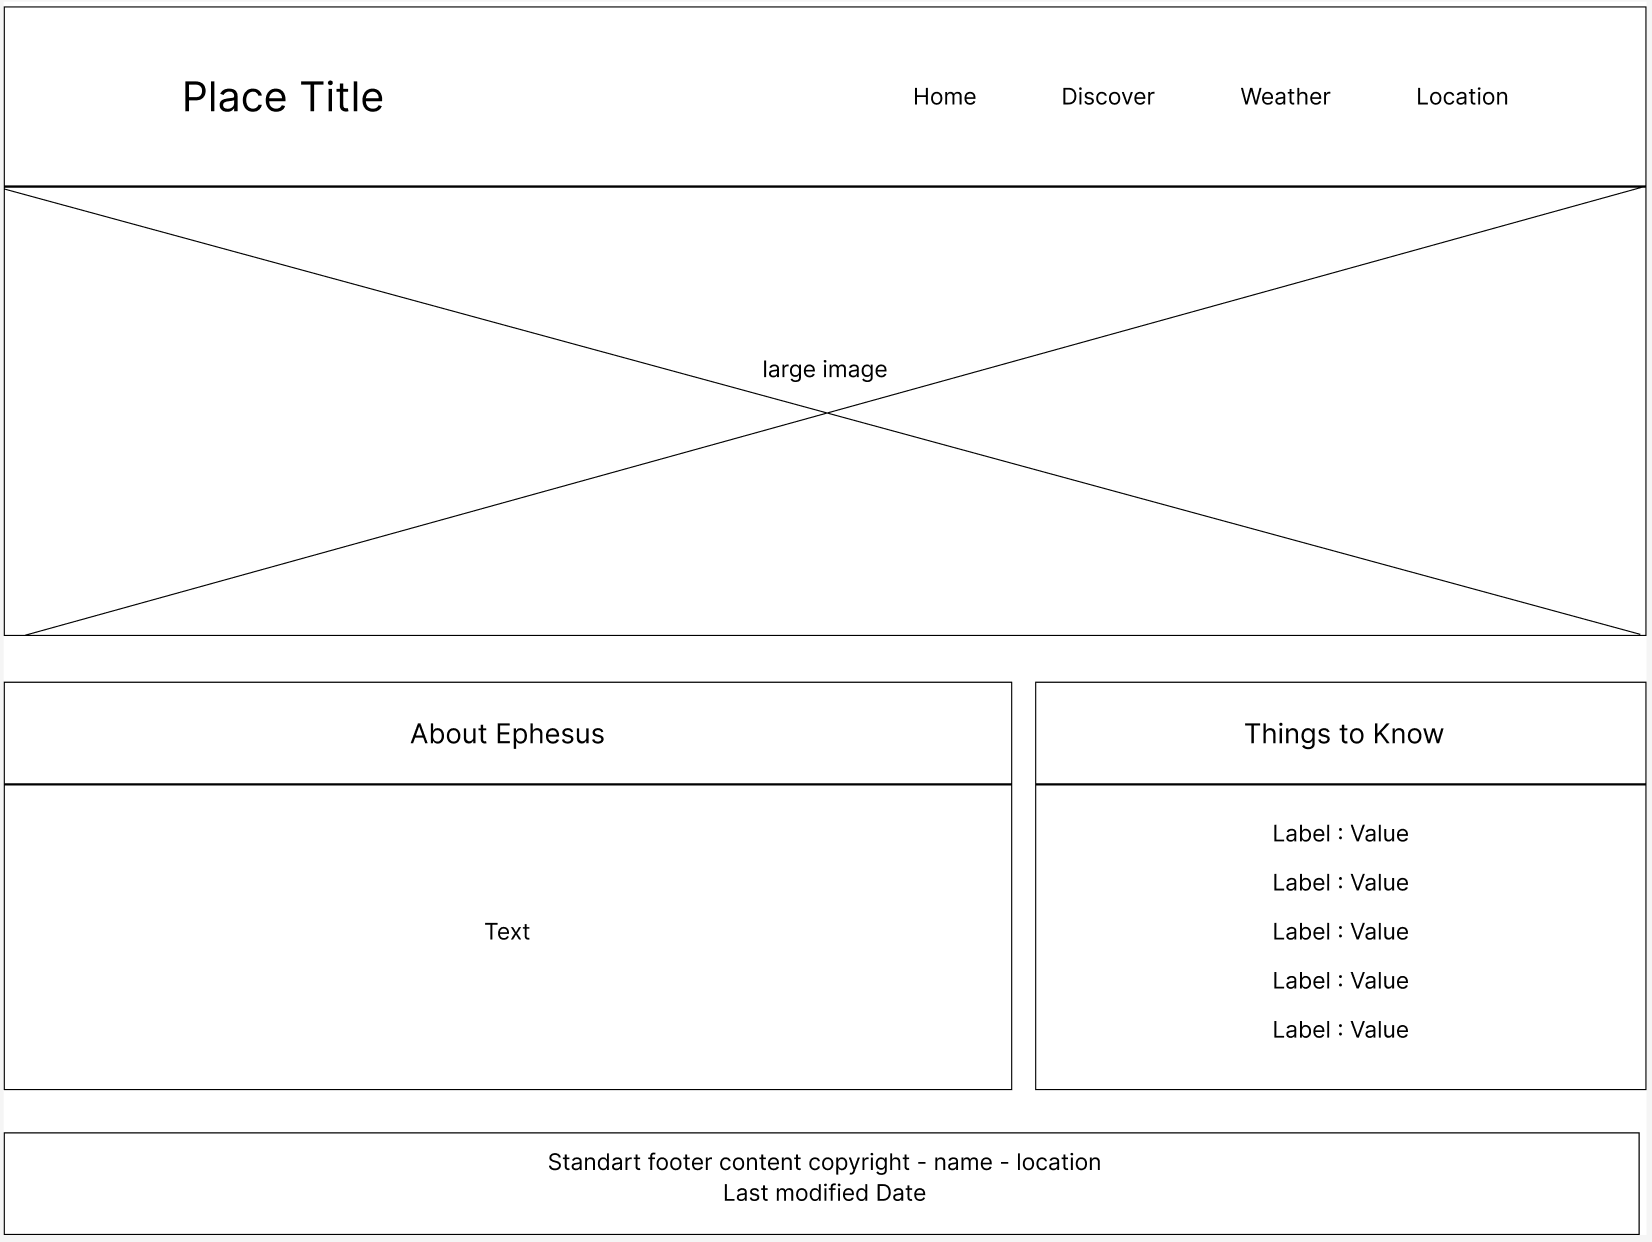 Place Title
Home Discover Weather Location
large image
About Ephesus
Text
Things to Know
Label : Value
Label : Value
Label : Value
Label : Value
Label : Value
Standart footer content copyright - name - location
Last modified Date